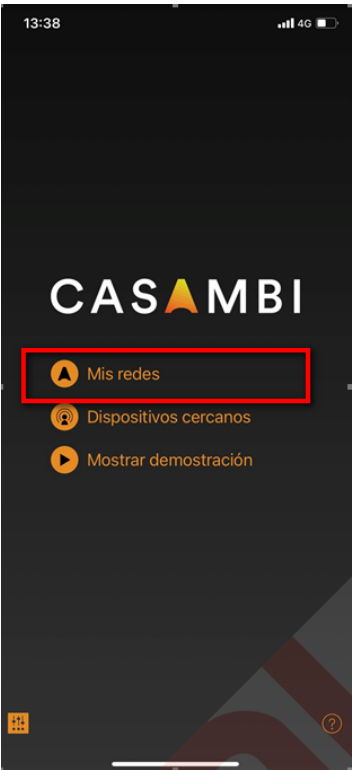 13:38 4G
CASAMBI
Mis redes
Dispositivos cercanos
Mostrar demostración
?